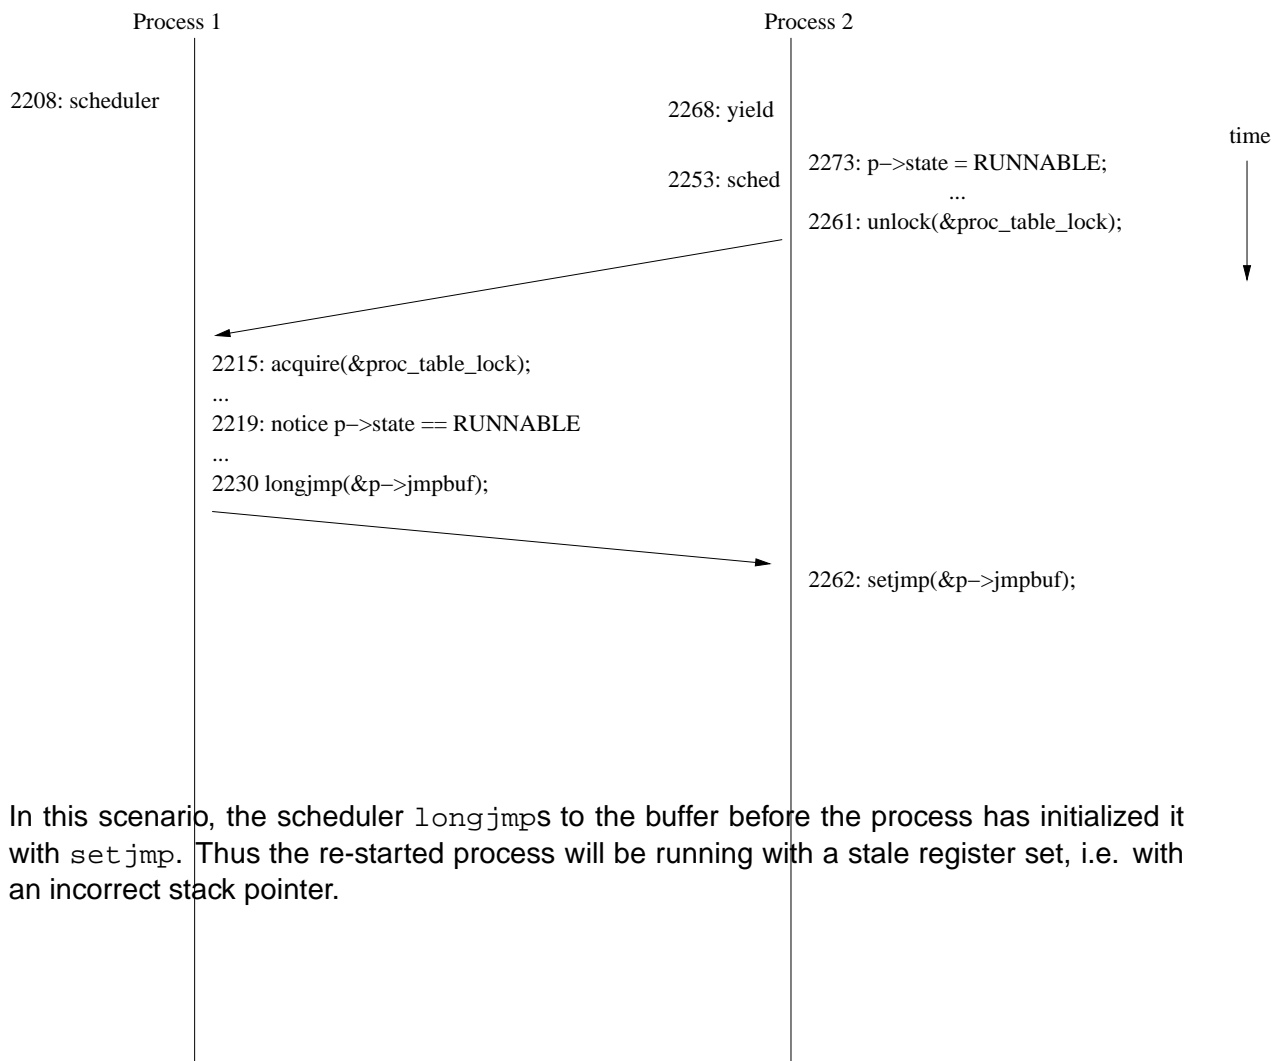 Process 1
Process 2
2208: scheduler
2268: yield
time
2273: p−>state = RUNNABLE;
2253: sched
...
2261: unlock(&proc_table_lock);
2215: acquire(&proc_table_lock);
...
2219: notice p−>state == RUNNABLE
...
2230 longjmp(&p−>jmpbuf);
2262: setjmp(&p−>jmpbuf);
In this scenario, the scheduler longjmps to the buffer before the process has initialized it
with setjmp. Thus the re-started process will be running with a stale register set, i.e. with
an incorrect stack pointer.